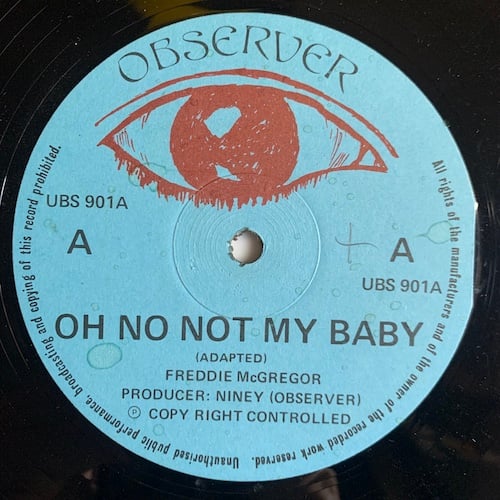 OBSERVER
UBS 901A
A
A
UBS 901A
OH NO NOT MY BABY
(ADAPTED)
FREDDIE McGREGOR
PRODUCER: NINEY (OBSERVER)
Ⓟ COPY RIGHT CONTROLLED
All rights of the manufacturers and of the owner of the recorded work reserved. Unauthorised public performance, broadcasting and copying of this record prohibited.